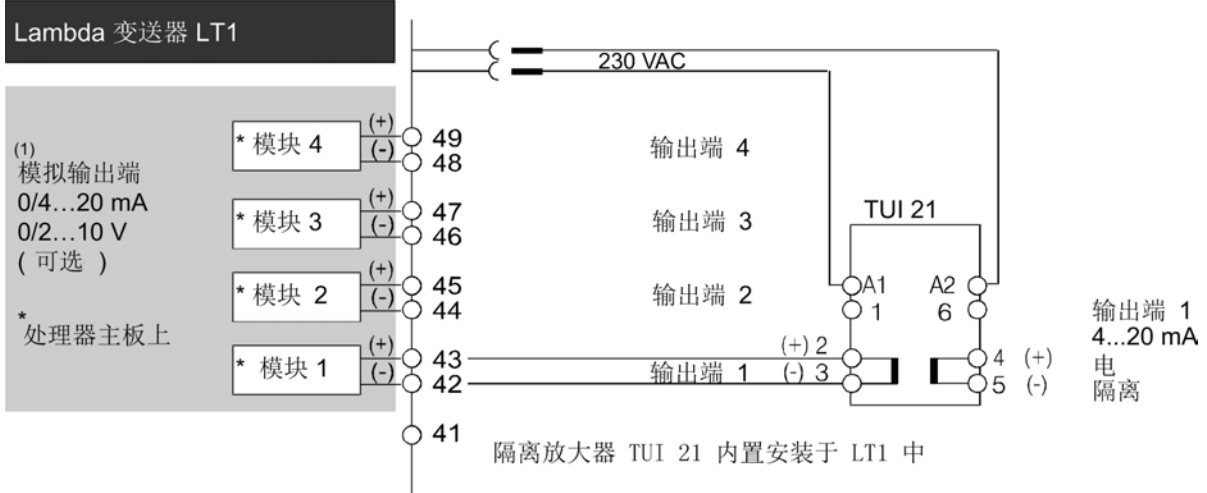 Lambda 变送器 LT1
230 VAC
(1)
模拟输出端
0/4...20 mA
0/2...10 V
( 可选 )
*
处理器主板上
* 模块 4
(+)
(-)
49
48
输出端 4
* 模块 3
(+)
(-)
47
46
输出端 3
* 模块 2
(+)
(-)
45
44
输出端 2
* 模块 1
(+)
(-)
43
42
输出端 1
41
TUI 21
A1
A2
1
6
(+) 2
(-) 3
4 (+)
5 (-)
输出端 1
4...20 mA
电
隔离
隔离放大器 TUI 21 内置安装于 LT1 中